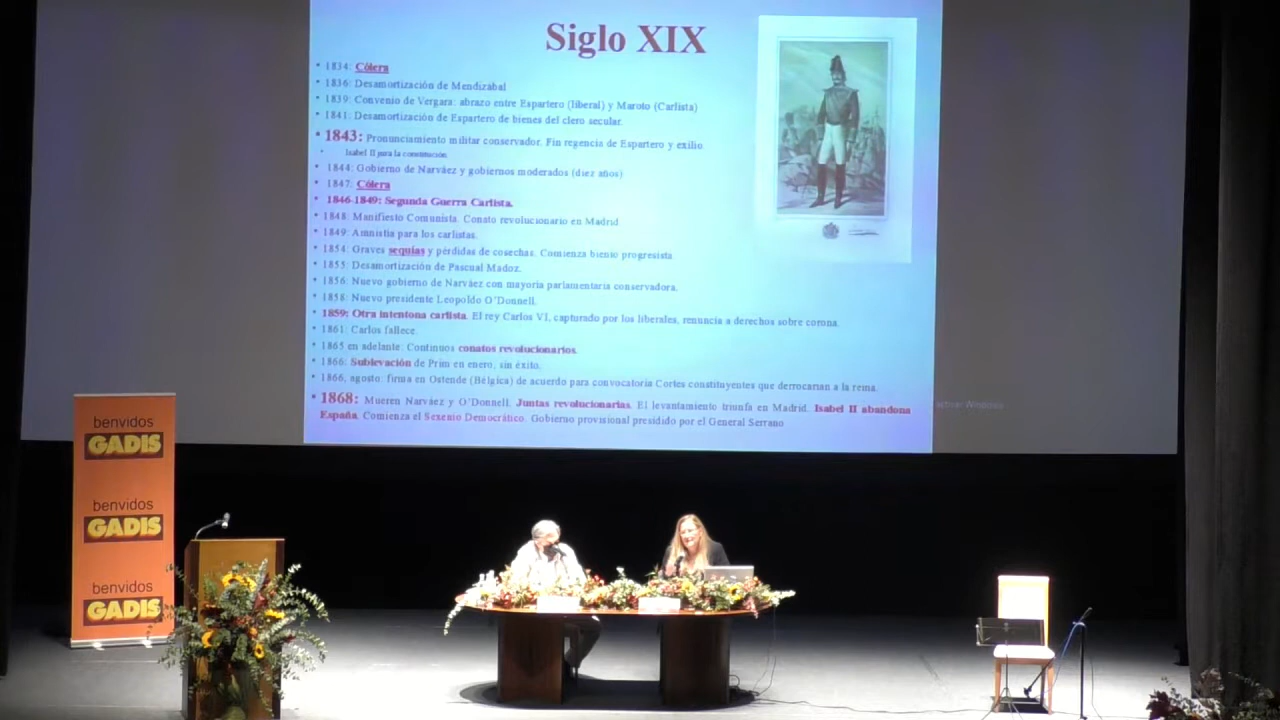 Siglo XIX
• 1834: Cólera
• 1836: Desamortización de Mendizábal
• 1839: Convenio de Vergara: abrazo entre Espartero (liberal) y Maroto (Carlista)
• 1841: Desamortización de Espartero de bienes del clero secular.
• 1843: Pronunciamiento militar conservador. Fin regencia de Espartero y exilio
• Isabel II jura la constitución.
• 1844: Gobierno de Narváez y gobiernos moderados (diez años)
• 1847: Cólera
• 1846-1849: Segunda Guerra Carlista.
• 1848: Manifiesto Comunista. Conato revolucionario en Madrid
• 1849: Amnistía para los carlistas.
• 1854: Graves sequías y pérdidas de cosechas. Comienza bienio progresista.
• 1855: Desamortización de Pascual Madoz.
• 1856: Nuevo gobierno de Narváez con mayoría parlamentaria conservadora.
• 1858: Nuevo presidente Leopoldo O'Donnell.
• 1859: Otra intentona carlista. El rey Carlos VI, capturado por los liberales, renuncia a derechos sobre corona.
• 1861: Carlos fallece.
• 1865 en adelante: Continuos conatos revolucionarios.
• 1866: Sublevación de Prim en enero, sin éxito.
• 1866, agosto: firma en Ostende (Bélgica) de acuerdo para convocatoria Cortes constituyentes que derrocarían a la reina.
• 1868: Mueren Narváez y O'Donnell. Juntas revolucionarias. El levantamiento triunfa en Madrid. Isabel II abandona
España. Comienza el Sexenio Democrático. Gobierno provisional presidido por el General Serrano
activar Windows
benvidos
GADIS
benvidos
GADIS
benvidos
GADIS